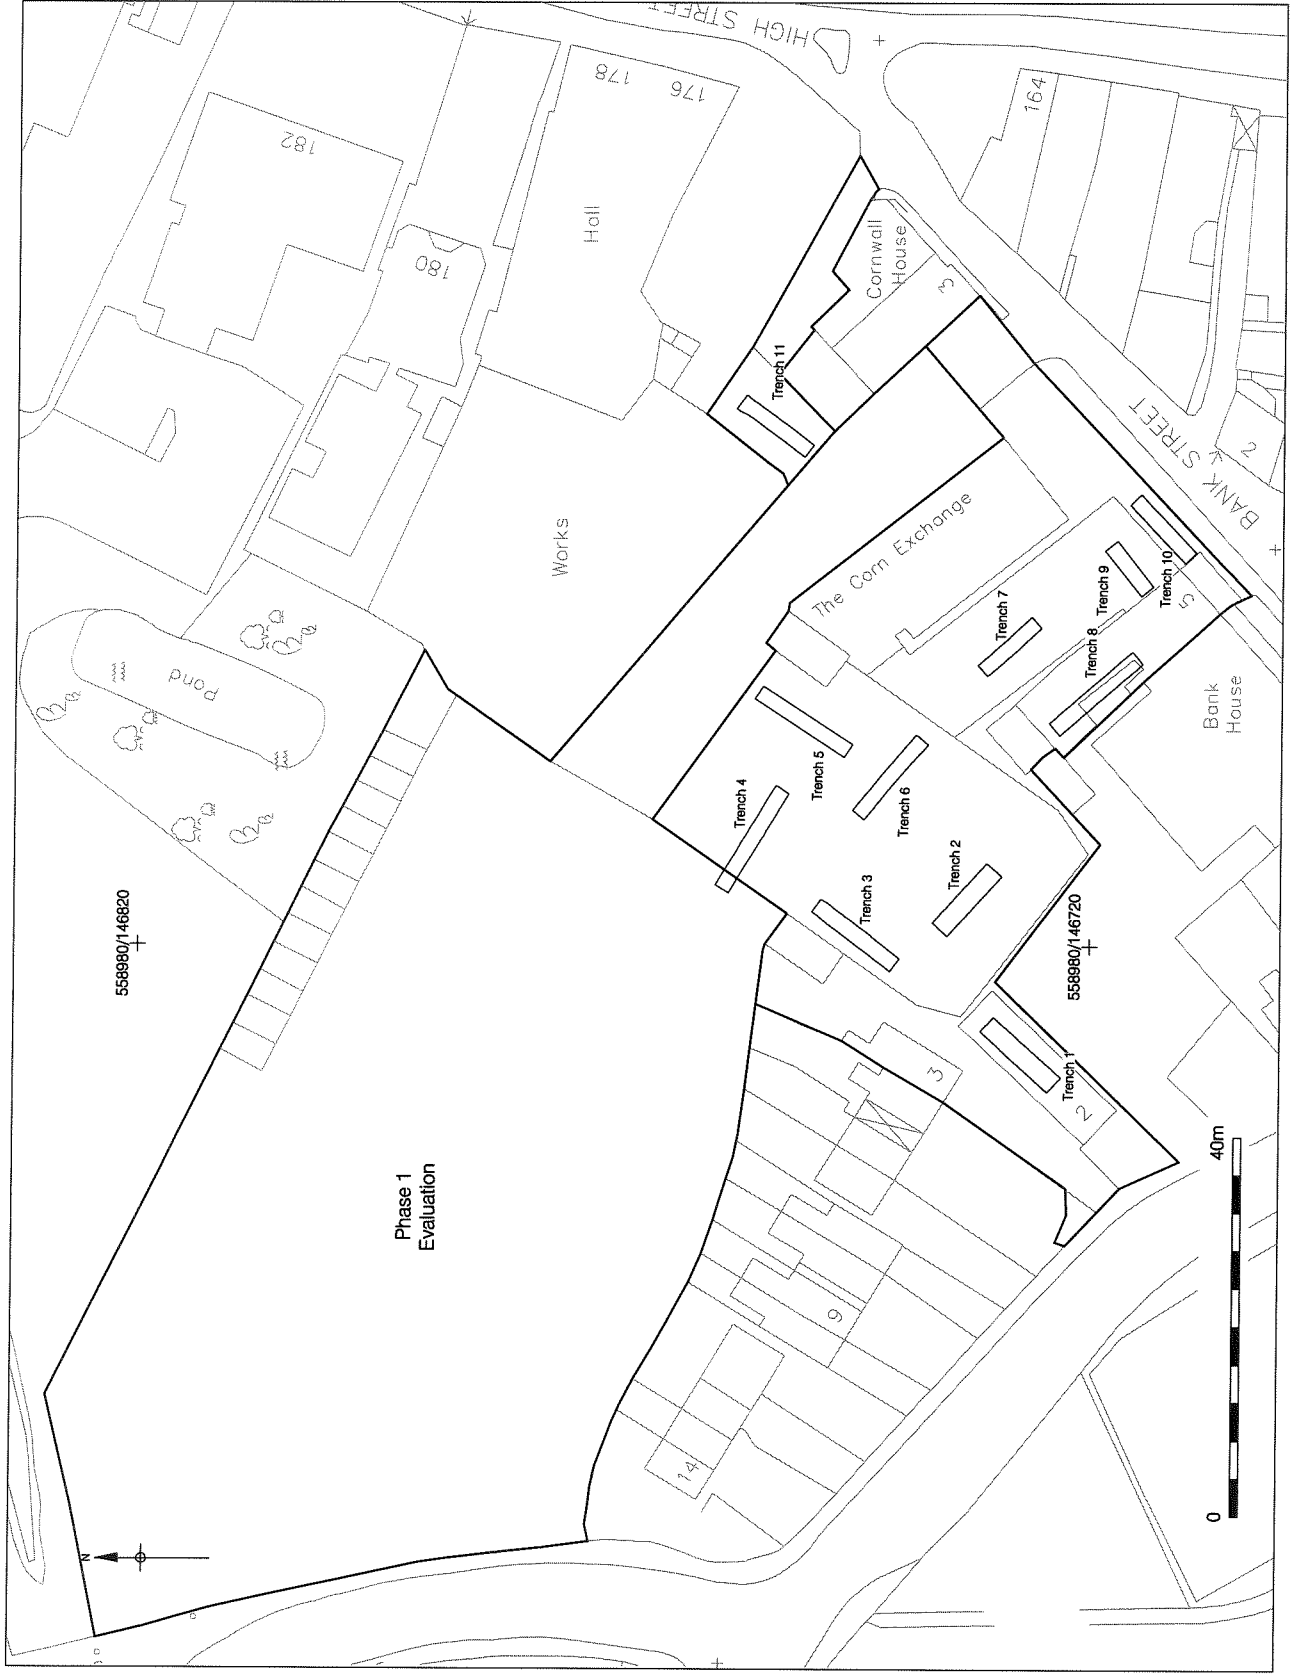 HIGH STREET
178
176
164
182
180
Hall
Cornwall
House
3
Trench 11
Works
BANK STREET
2
The Corn Exchange
Pond
Trench 7
Trench 9
Trench 10
5
Trench 8
Bank
House
Trench 5
Trench 4
Trench 6
Trench 2
Trench 3
558980/146820
558980/146720
3
Trench 1
2
Phase 1
Evaluation
9
14
40m
0
N